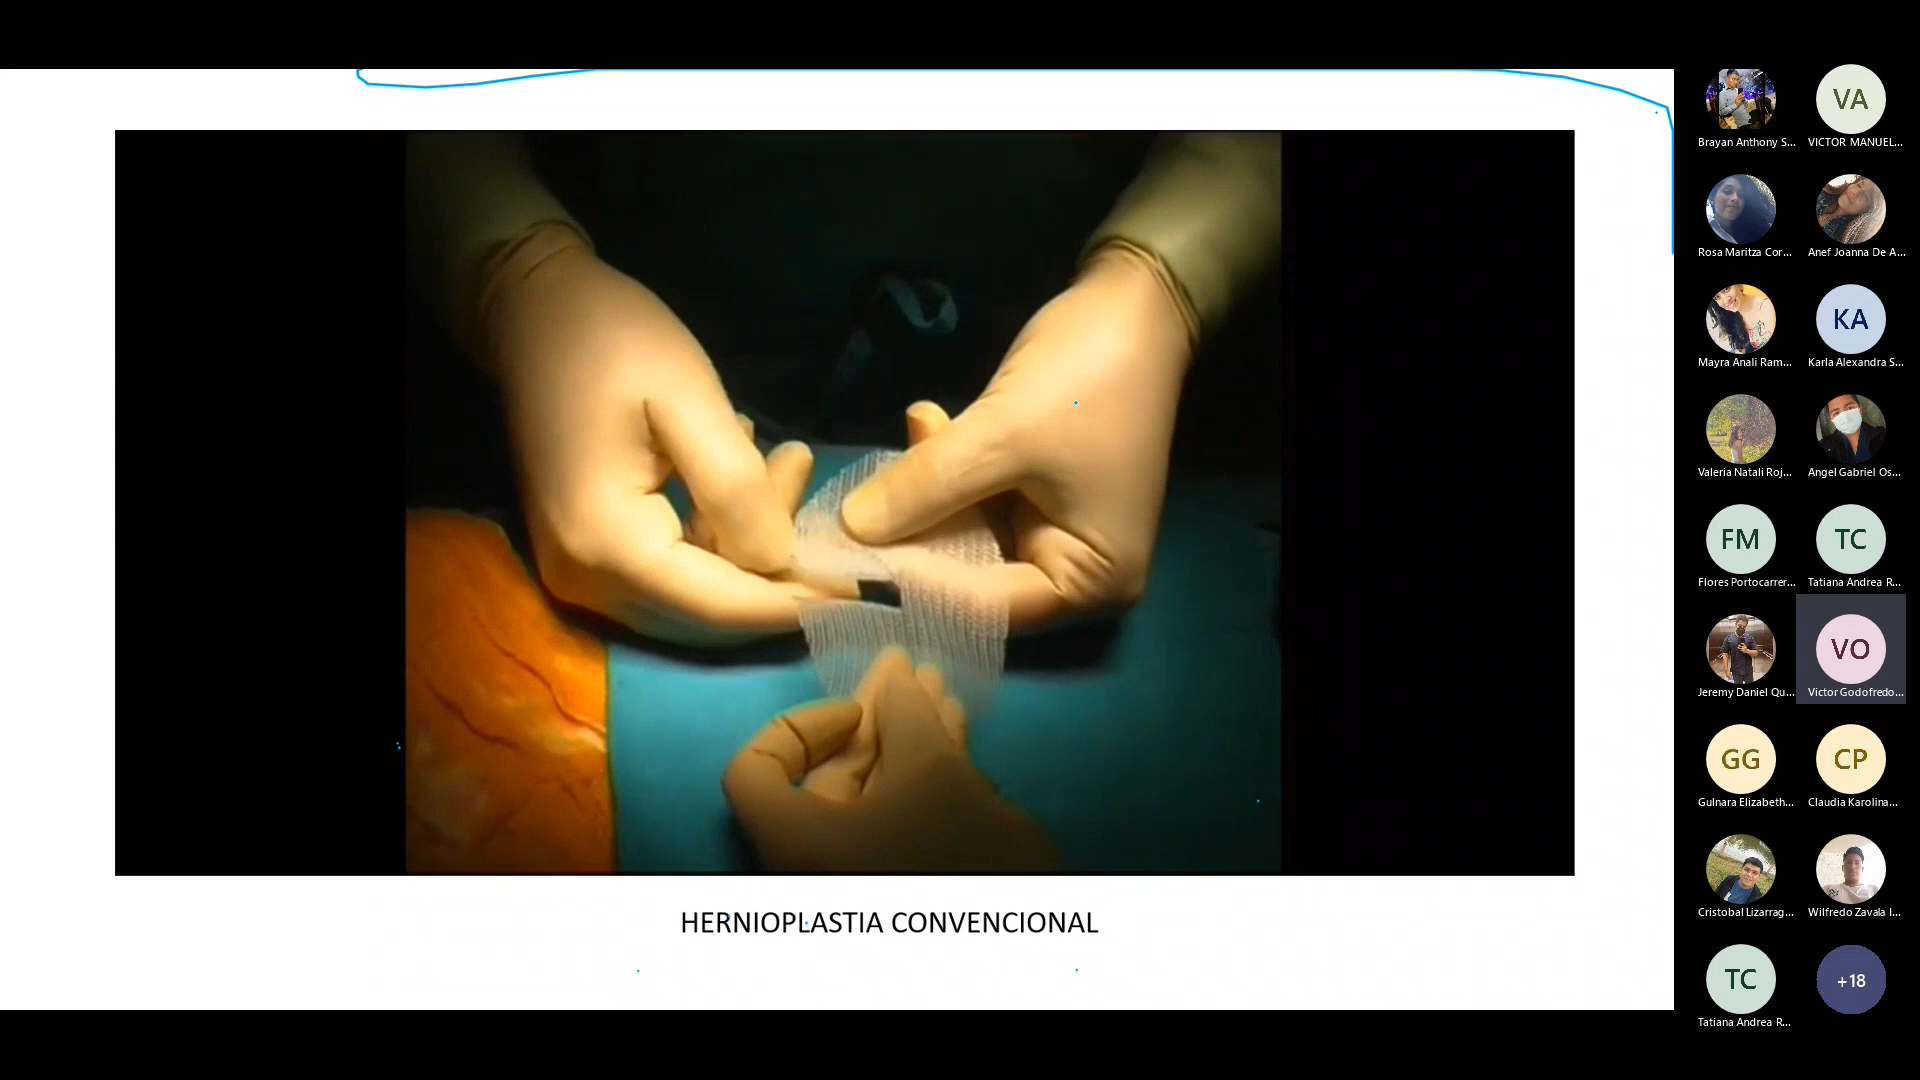 HERNIOPLASTIA CONVENCIONAL
VA
Brayan Anthony S...
VICTOR MANUEL...
Rosa Maritza Cor...
Anef Joanna De A...
KA
Mayra Anali Ram...
Karla Alexandra S...
Valeria Natali Roj...
Angel Gabriel Os...
FM
TC
Flores Portocarrer...
Tatiana Andrea R...
VO
Jeremy Daniel Qu...
Victor Godofredo...
GG
CP
Gulnara Elizabeth...
Claudia Karolina...
Cristobal Lizarrag...
Wilfredo Zavala I...
TC
+18
Tatiana Andrea R...